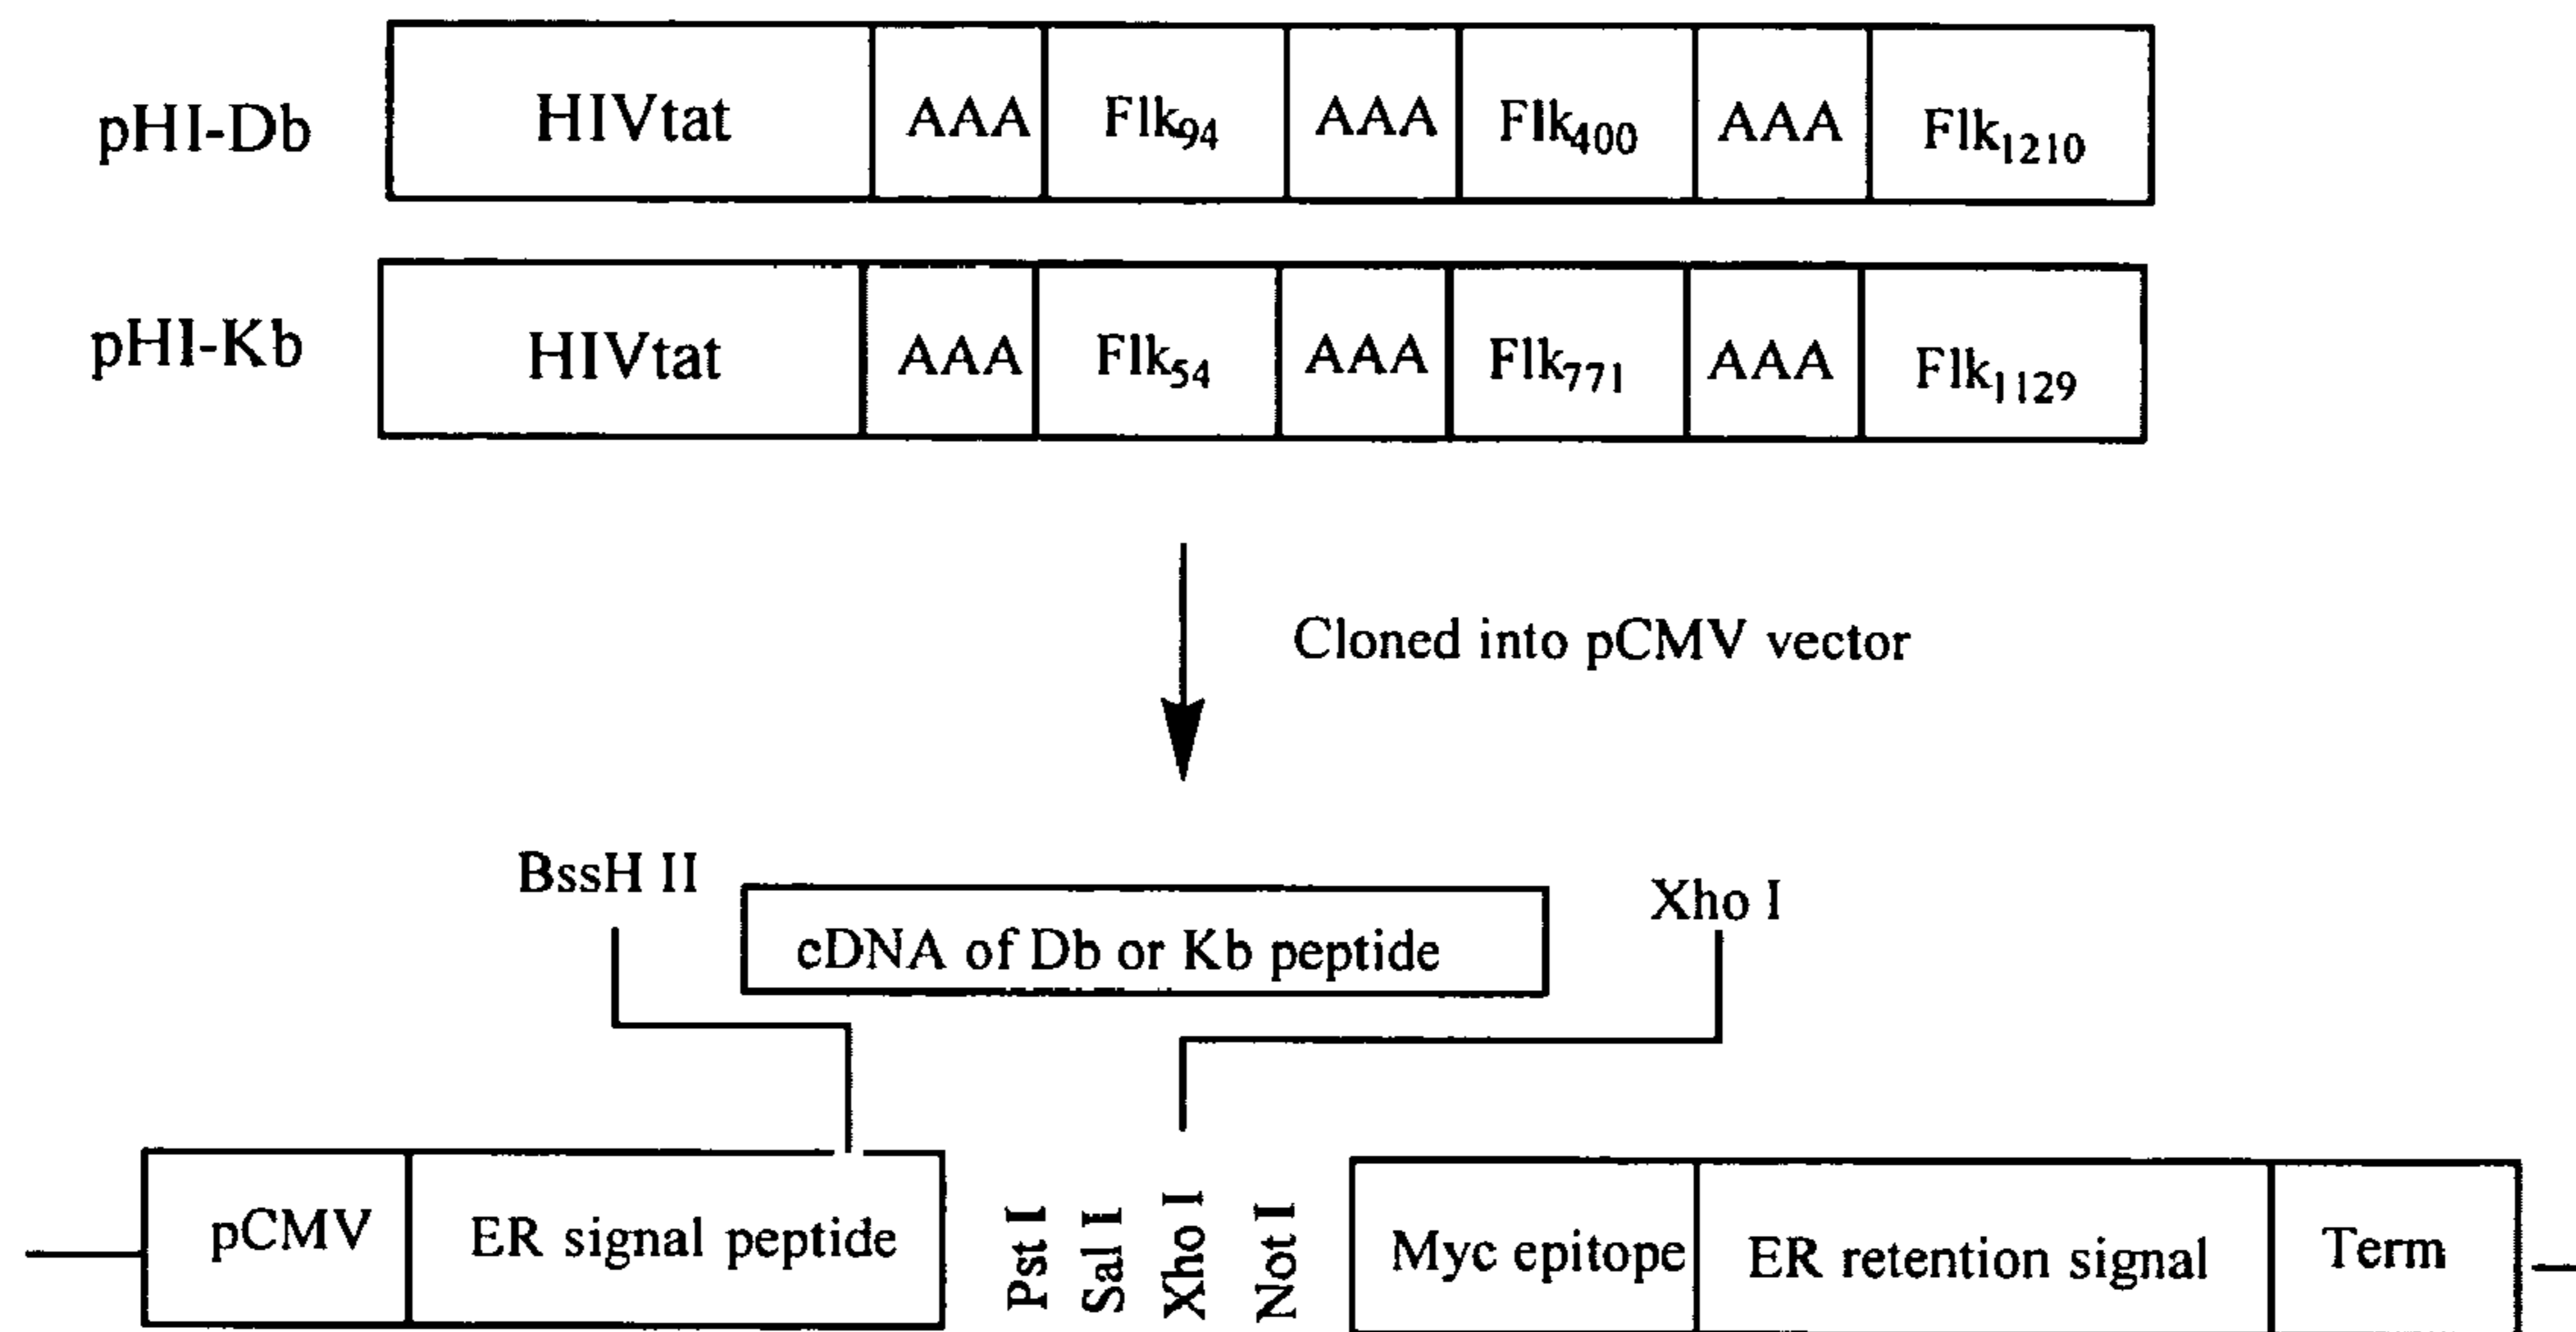 pHI-Db HIVtat AAA Flk94 AAA Flk400 AAA Flk1210
pHI-Kb HIVtat AAA Flk54 AAA Flk771 AAA Flk1129
Cloned into pCMV vector
BssH II
cDNA of Db or Kb peptide
Xho I
pCMV ER signal peptide
Pst I
Sal I
Xho I
Not I
Myc epitope ER retention signal Term